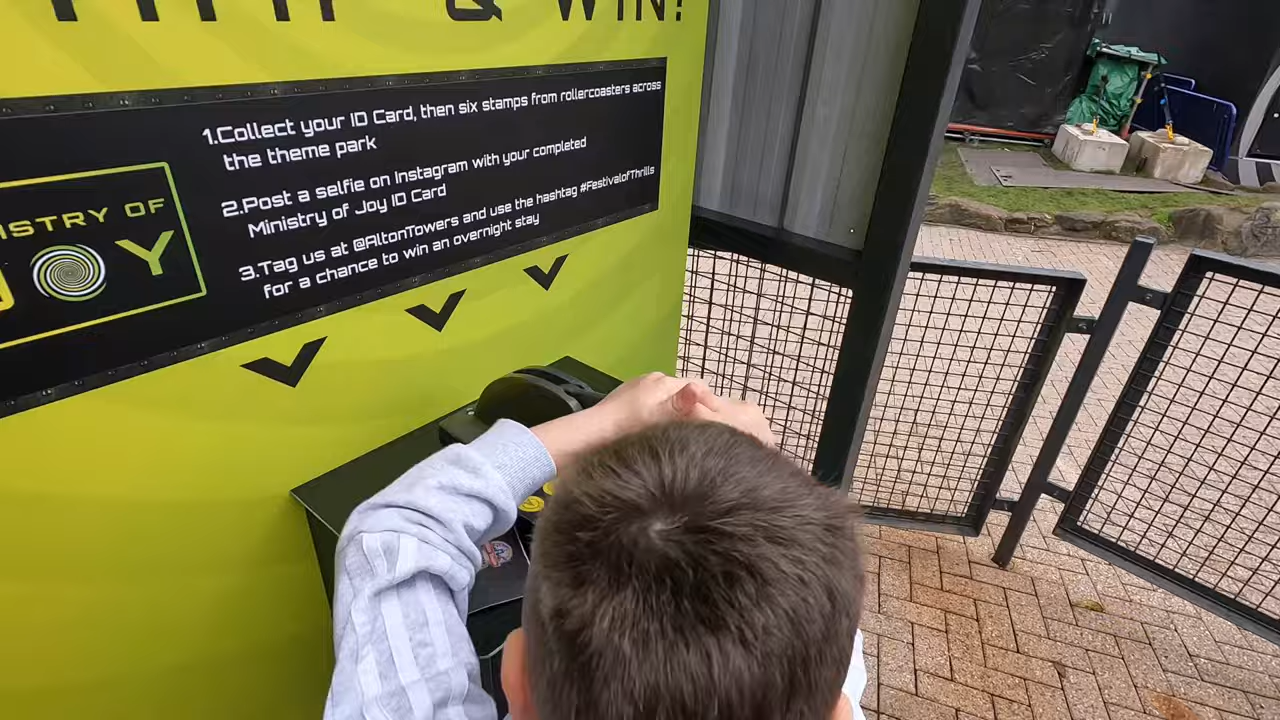 & WIN!
1.Collect your ID Card, then six stamps from rollercoasters across
the theme park
2.Post a selfie on Instagram with your completed
Ministry of Joy ID Card
3.Tag us at @AltonTowers and use the hashtag #FestivalofThrills
for a chance to win an overnight stay
ISTRY OF
OY